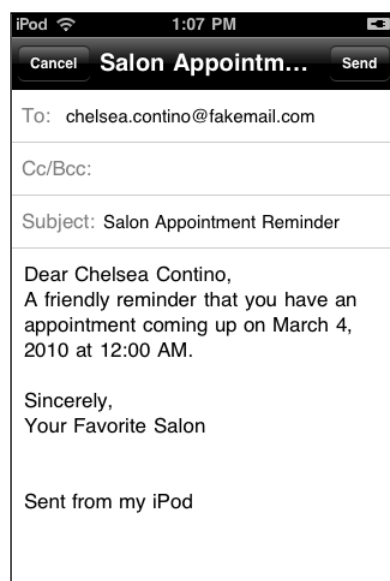 iPod 1:07 PM
Cancel Salon Appointm... Send
To: chelsea.contino@fakemail.com
Cc/Bcc:
Subject: Salon Appointment Reminder
Dear Chelsea Contino,
A friendly reminder that you have an
appointment coming up on March 4,
2010 at 12:00 AM.
Sincerely,
Your Favorite Salon
Sent from my iPod